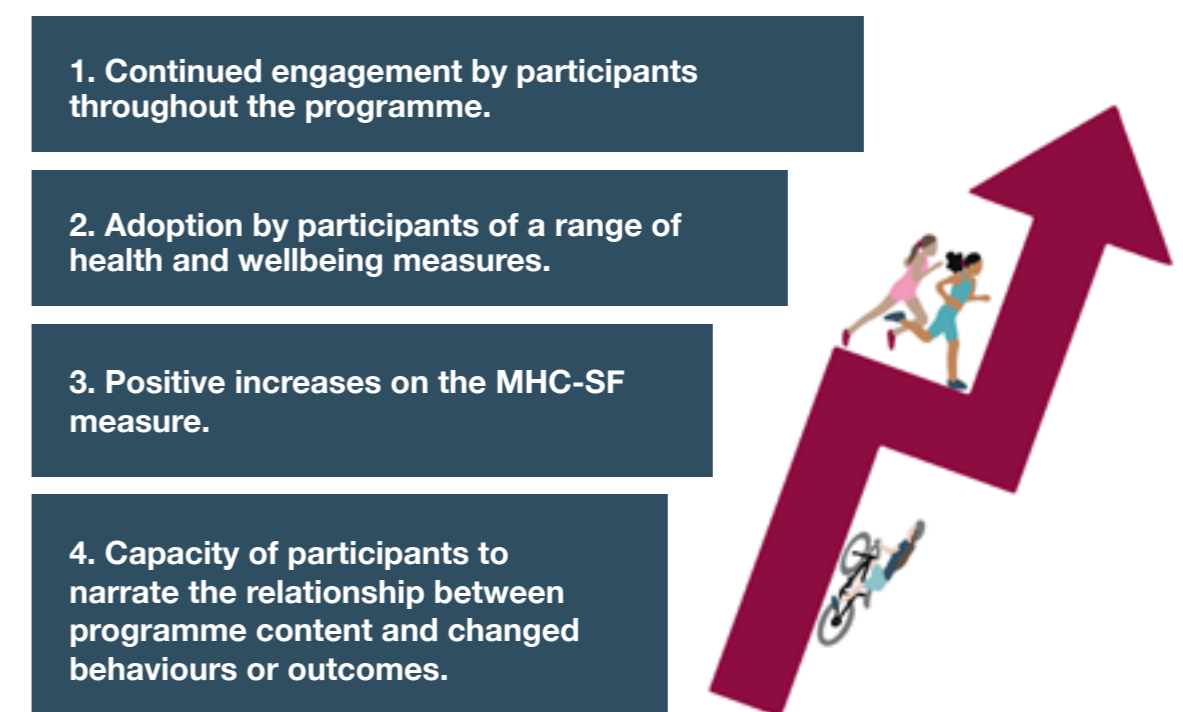 1. Continued engagement by participants
throughout the programme.
2. Adoption by participants of a range of
health and wellbeing measures.
3. Positive increases on the MHC-SF
measure.
4. Capacity of participants to
narrate the relationship between
programme content and changed
behaviours or outcomes.